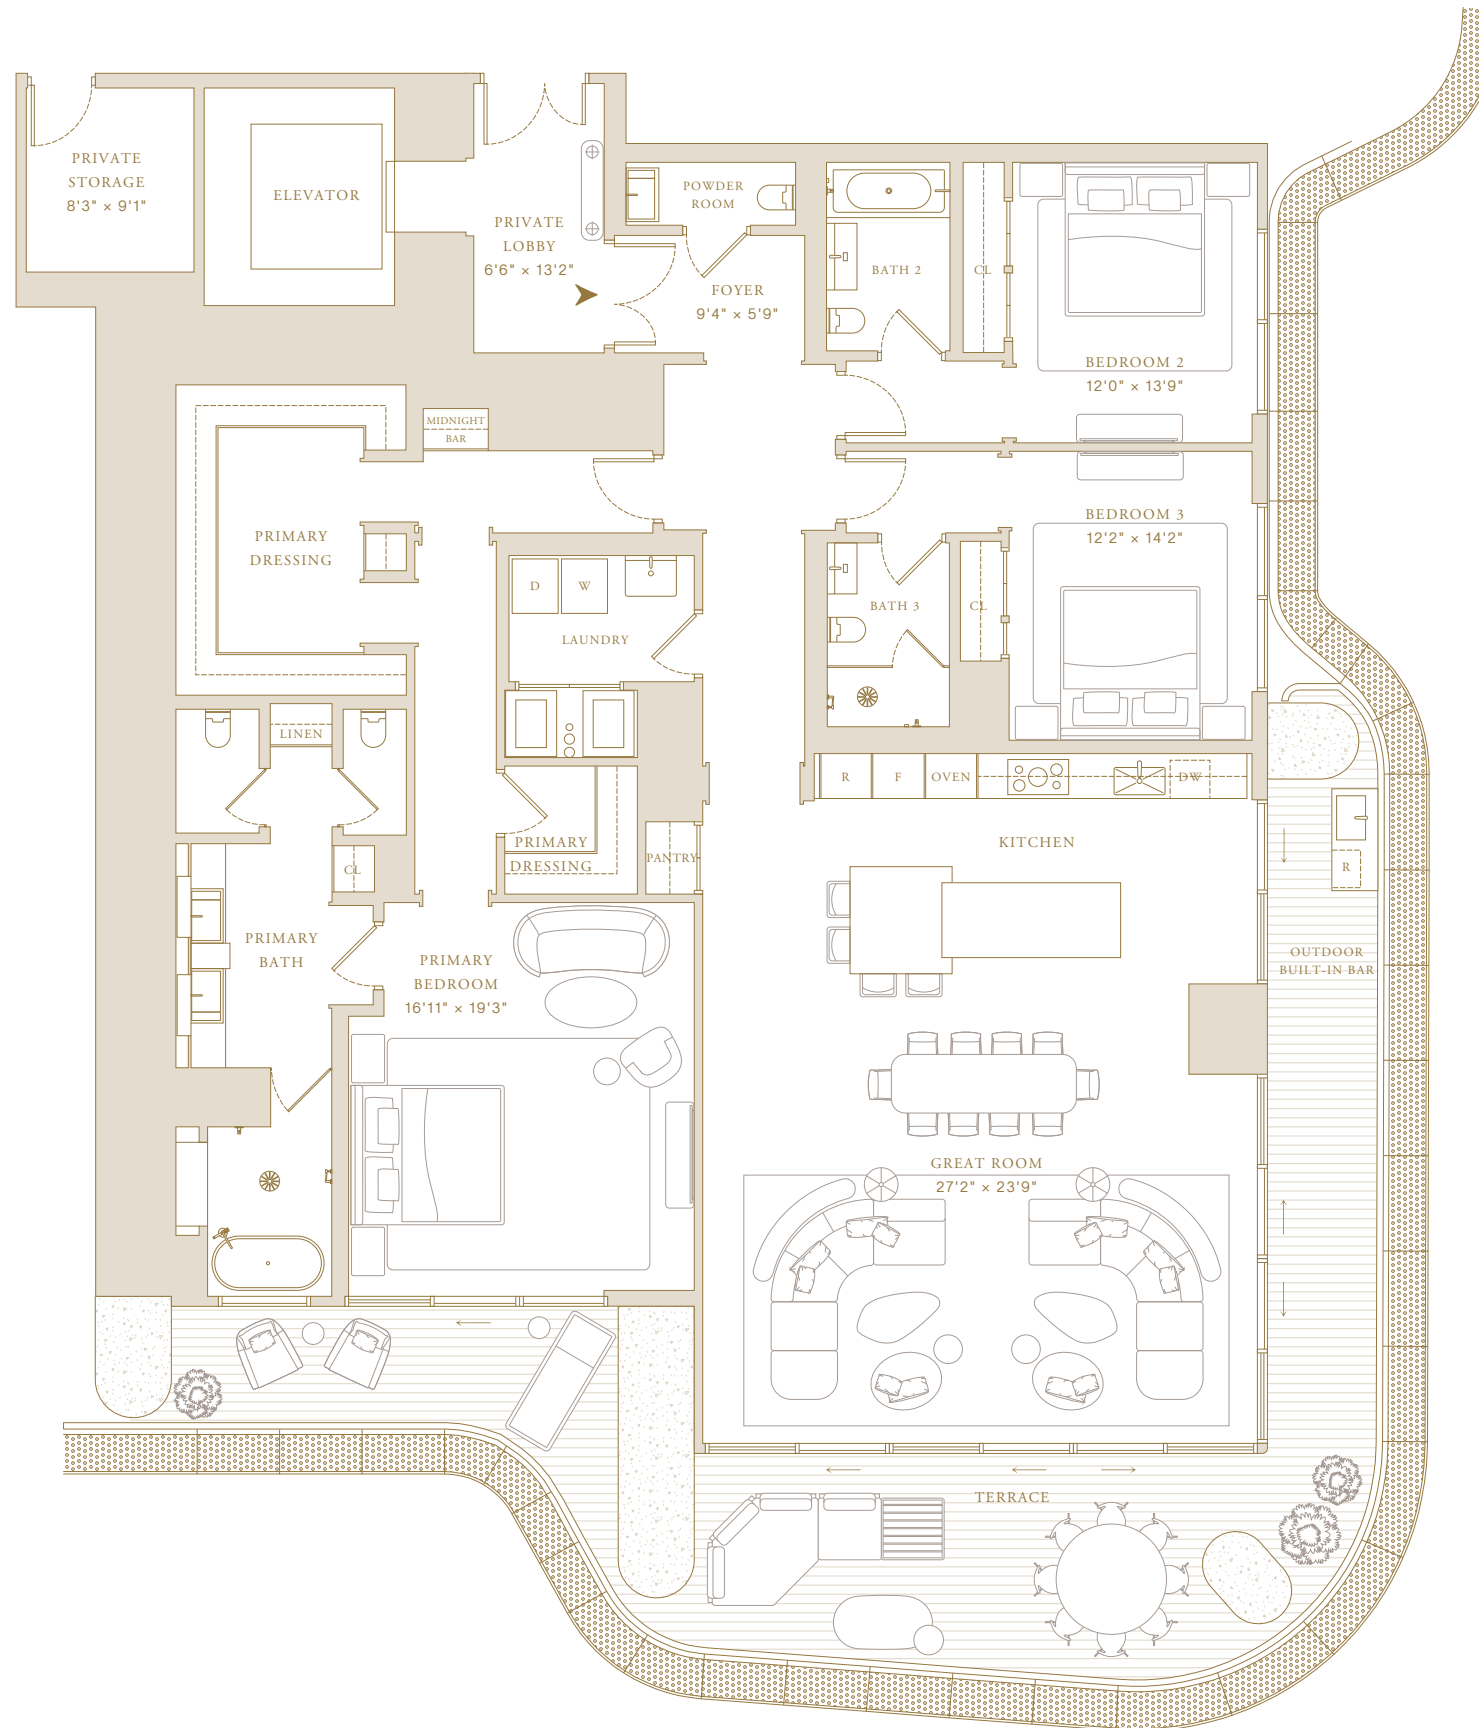 PRIVATE
STORAGE
8'3" × 9'1"
ELEVATOR
PRIVATE
LOBBY
6'6" × 13'2"
POWDER
ROOM
FOYER
9'4" × 5'9"
BATH 2
CL
BEDROOM 2
12'0" × 13'9"
MIDNIGHT
BAR
PRIMARY
DRESSING
BEDROOM 3
12'2" × 14'2"
D
W
LAUNDRY
BATH 3
CL
LINEN
R
F
OVEN
DW
KITCHEN
PRIMARY
DRESSING
PANTRY
CL
R
PRIMARY
BATH
PRIMARY
BEDROOM
16'11" × 19'3"
OUTDOOR
BUILT-IN BAR
GREAT ROOM
27'2" × 23'9"
TERRACE